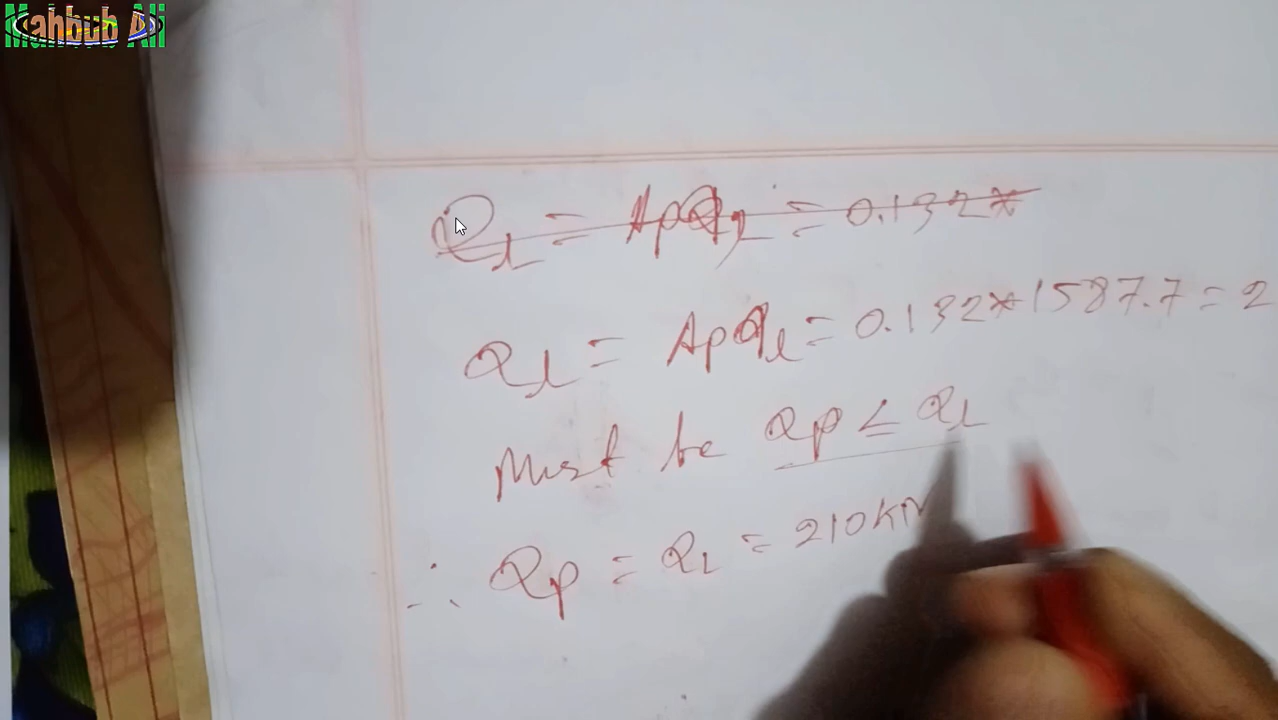 Mahbub Ali
Ql = Apql = 0.132*
Ql = Apql = 0.132*1587.7 = 2
Must be Qp ≤ QL
∴ Qp = QL = 210KN